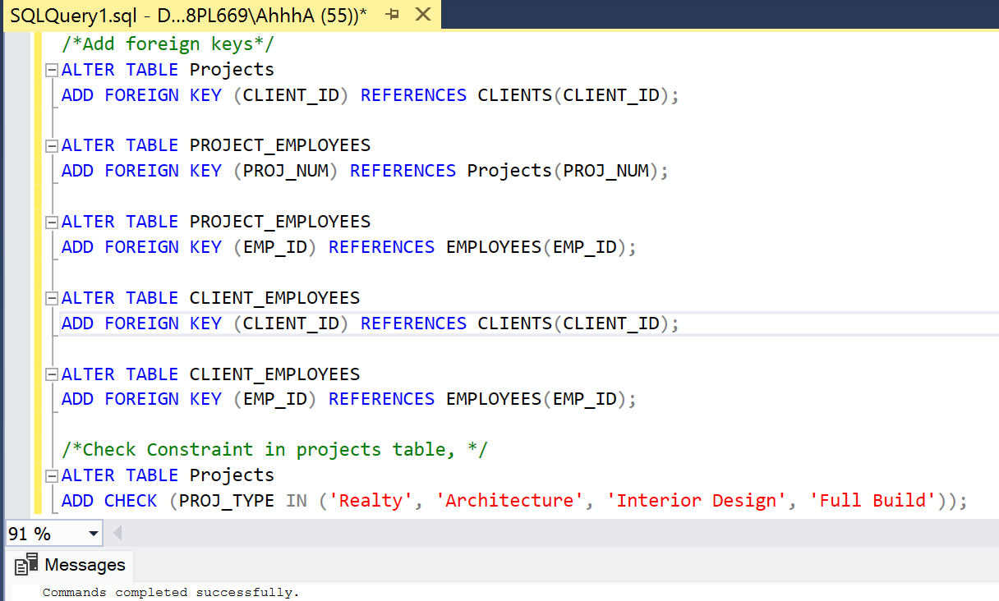 SQLQuery1.sql - D...8PL669\AhhhA (55))*
/*Add foreign keys*/
ALTER TABLE Projects
ADD FOREIGN KEY (CLIENT_ID) REFERENCES CLIENTS(CLIENT_ID);
ALTER TABLE PROJECT_EMPLOYEES
ADD FOREIGN KEY (PROJ_NUM) REFERENCES Projects(PROJ_NUM);
ALTER TABLE PROJECT_EMPLOYEES
ADD FOREIGN KEY (EMP_ID) REFERENCES EMPLOYEES(EMP_ID);
ALTER TABLE CLIENT_EMPLOYEES
ADD FOREIGN KEY (CLIENT_ID) REFERENCES CLIENTS(CLIENT_ID);
ALTER TABLE CLIENT_EMPLOYEES
ADD FOREIGN KEY (EMP_ID) REFERENCES EMPLOYEES(EMP_ID);
/*Check Constraint in projects table, */
ALTER TABLE Projects
ADD CHECK (PROJ_TYPE IN ('Realty', 'Architecture', 'Interior Design', 'Full Build'));
91 %
Messages
Commands completed successfully.